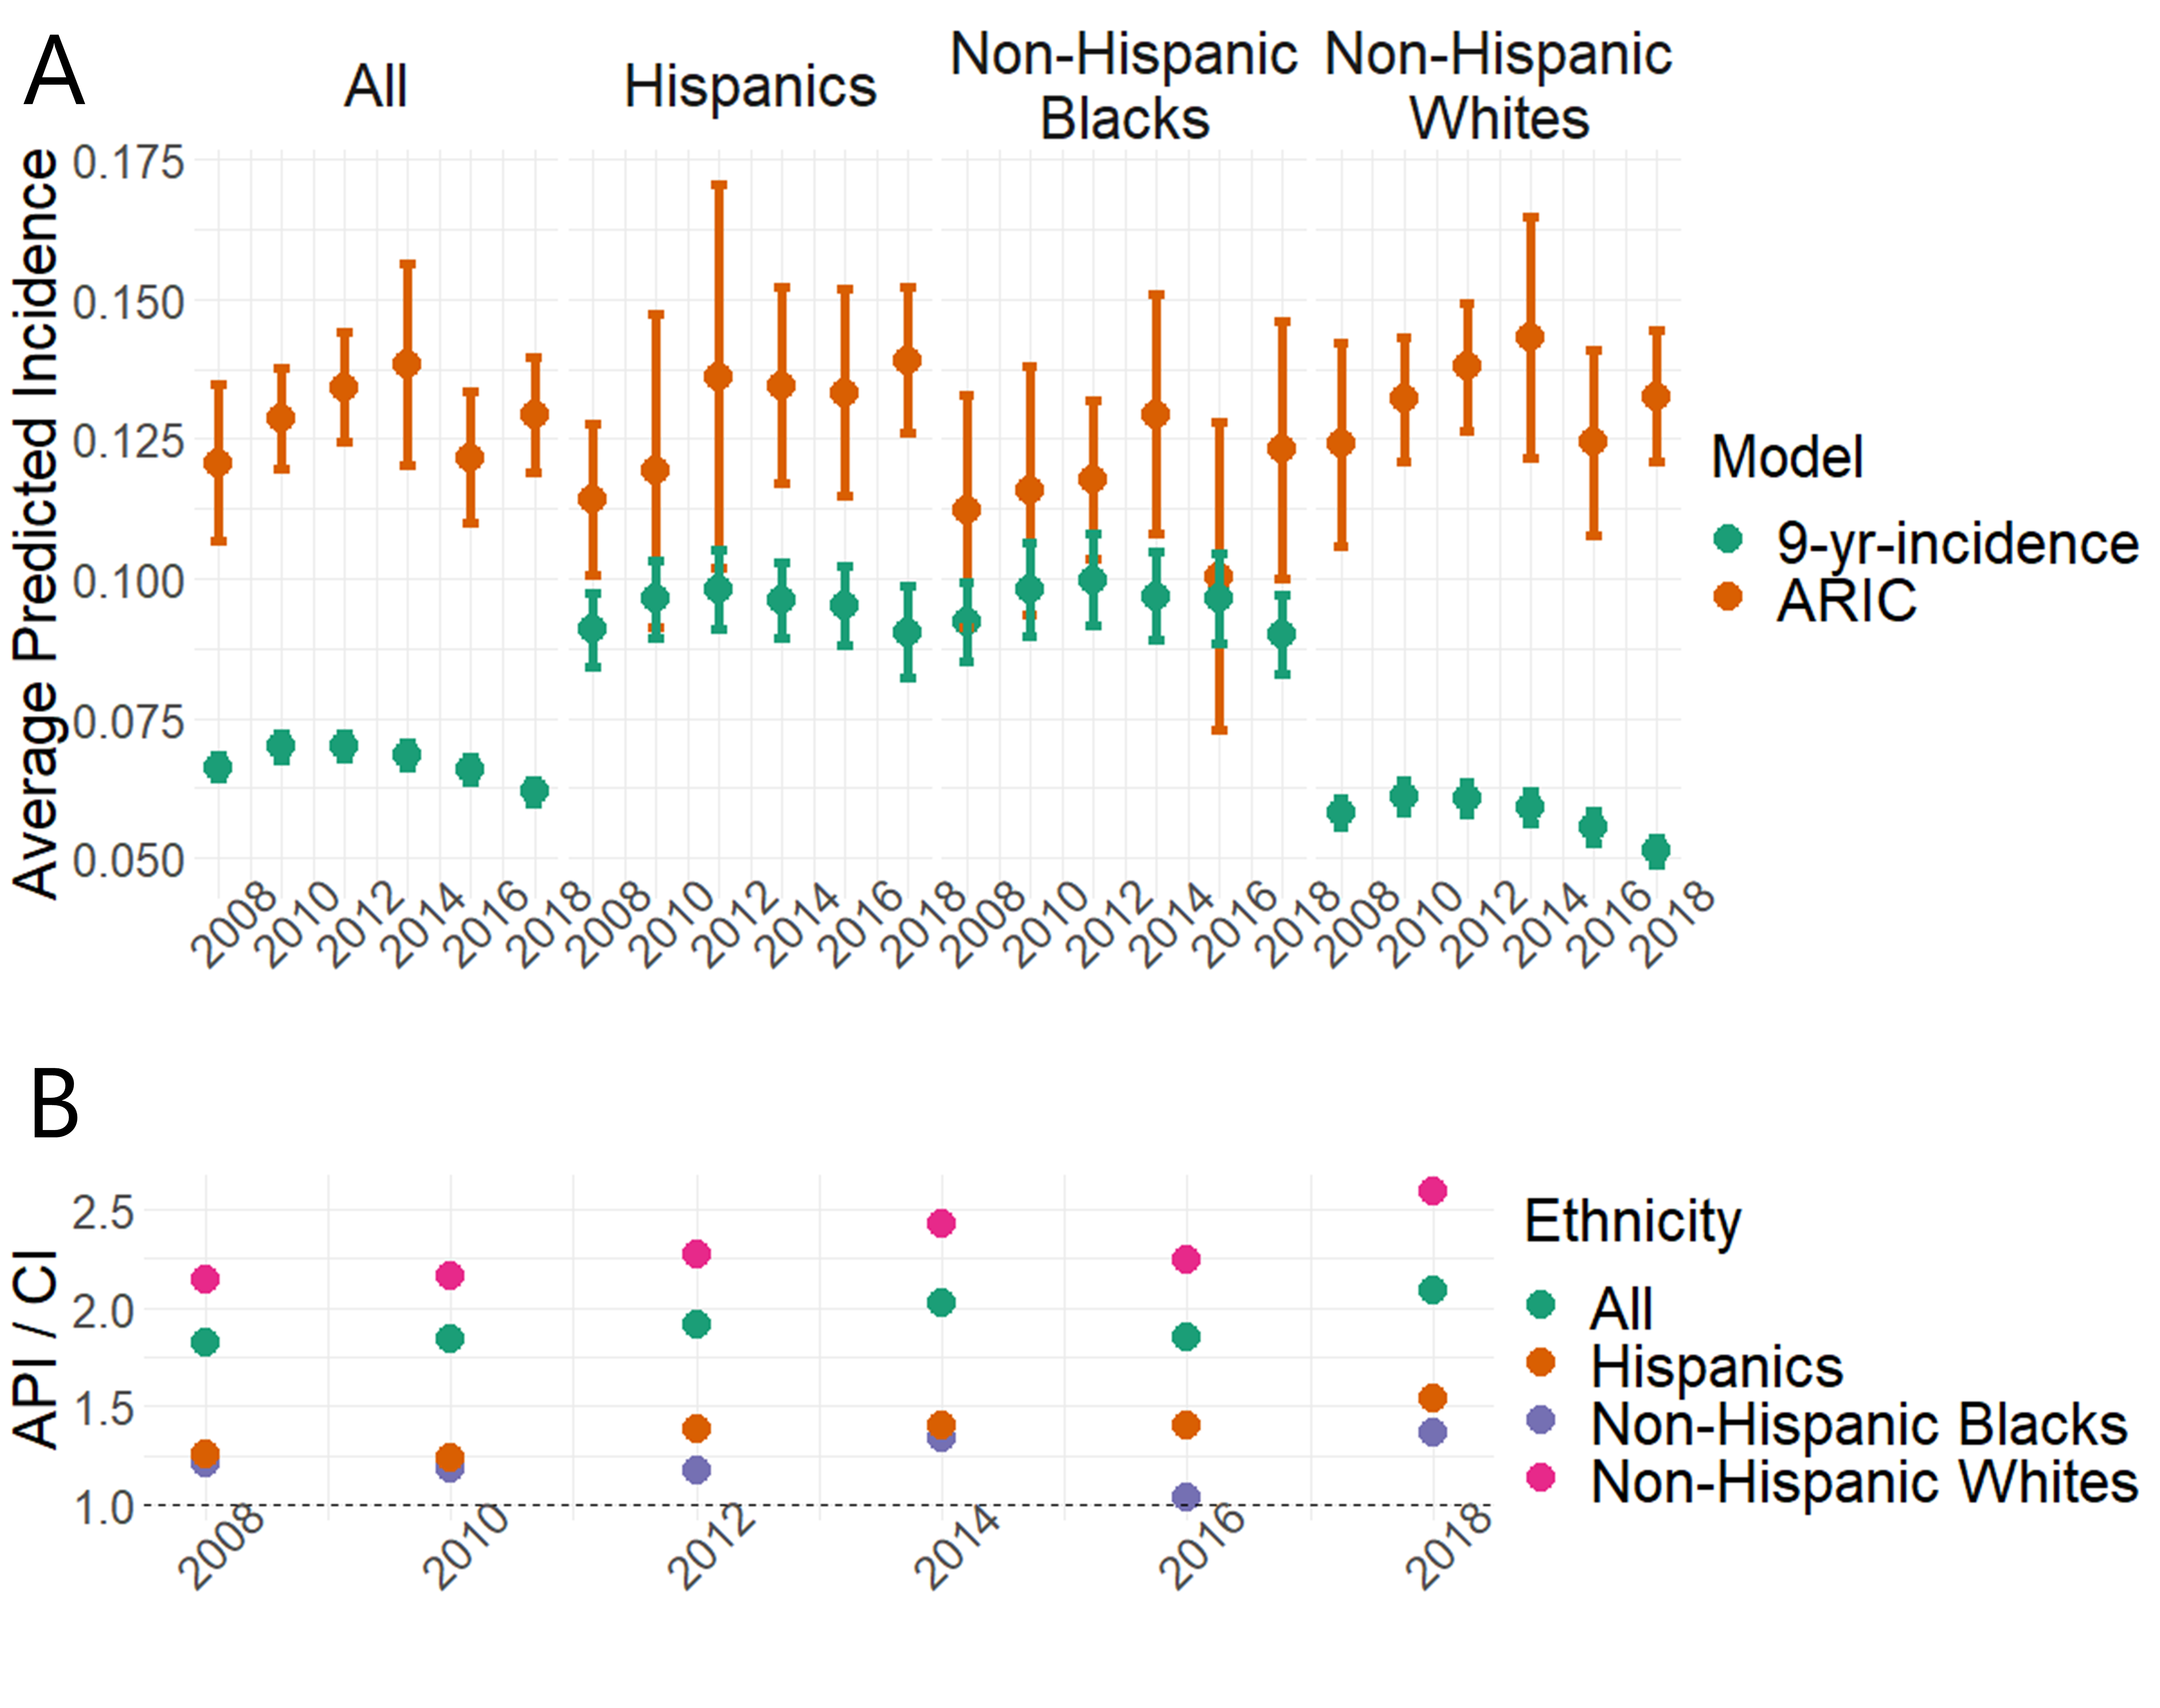 A
All
Hispanics
Non-Hispanic
Blacks
Non-Hispanic
Whites
Average Predicted Incidence
0.175
0.150
0.125
0.100
0.075
0.050
2008 2010 2012 2014 2016 2018
2008 2010 2012 2014 2016 2018
2008 2010 2012 2014 2016 2018
2008 2010 2012 2014 2016 2018
Model
9-yr-incidence
ARIC
B
API / CI
2.5
2.0
1.5
1.0
2008 2010 2012 2014 2016 2018
Ethnicity
All
Hispanics
Non-Hispanic Blacks
Non-Hispanic Whites